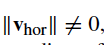 ‖v_hor‖ ≠ 0,